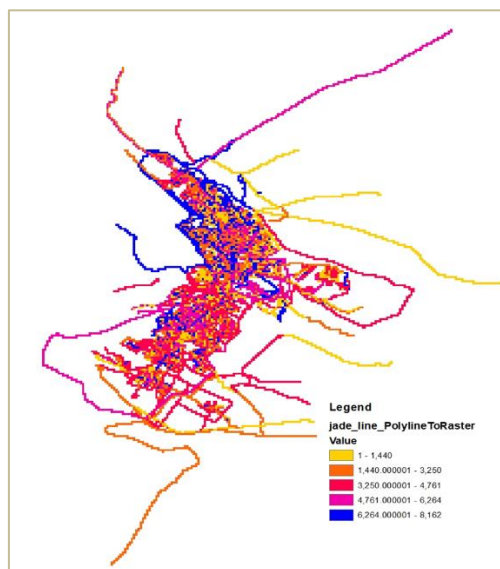 Legend
jade_line_PolylineToRaster
Value
1 - 1,440
1,440.000001 - 3,250
3,250.000001 - 4,761
4,761.000001 - 6,264
6,264.000001 - 8,162